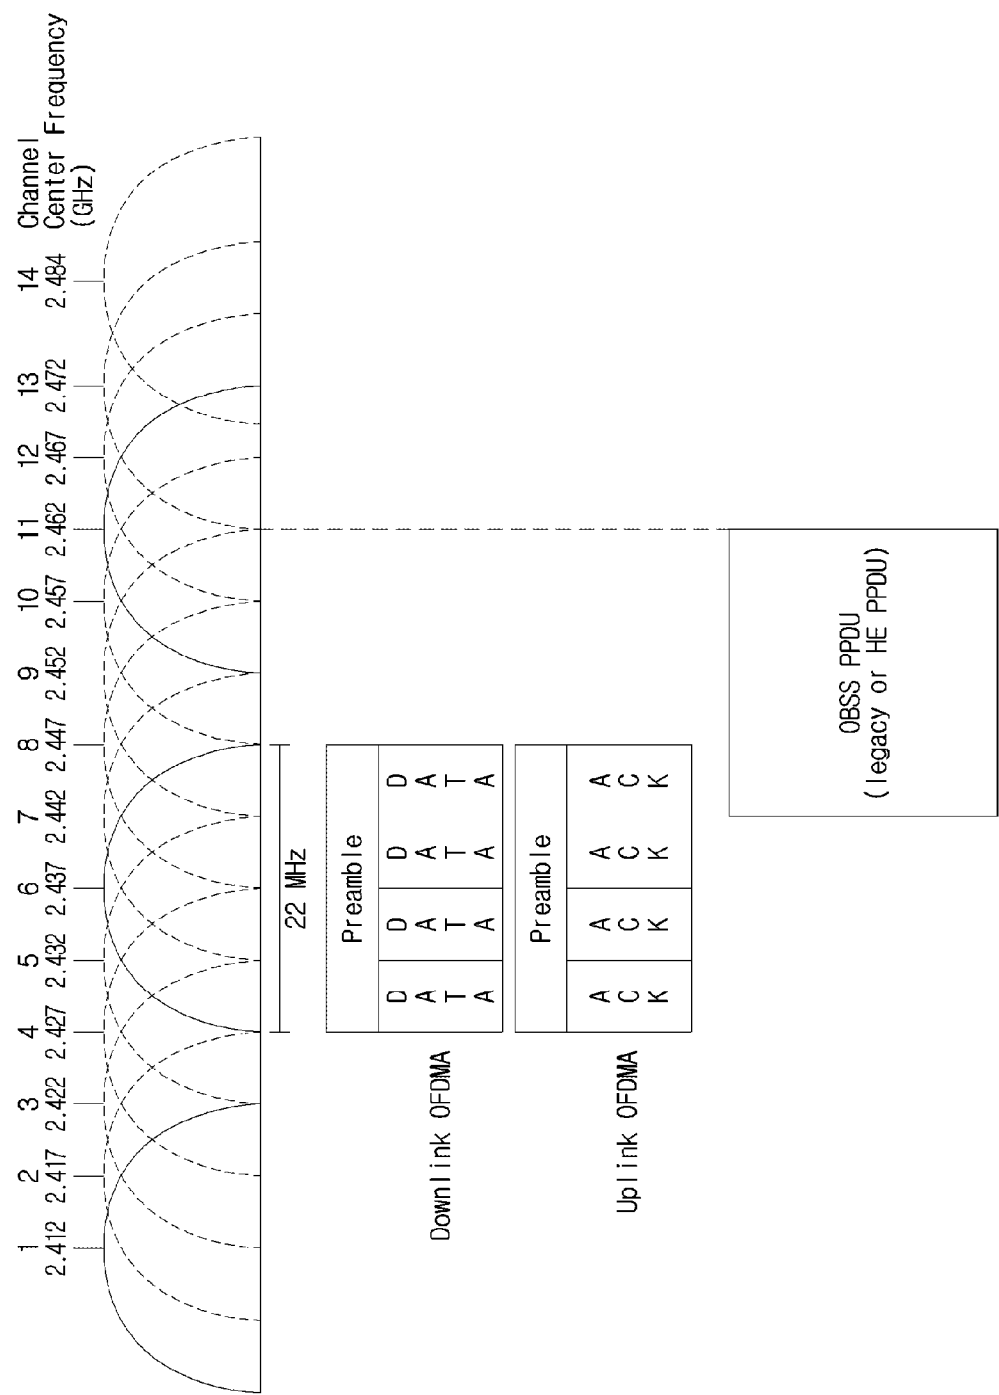 1 2 3 4 5 6 7 8 9 10 11 12 13 14 Channel
2.412 2.417 2.422 2.427 2.432 2.437 2.442 2.447 2.452 2.457 2.462 2.467 2.472 2.484 Center Frequency
(GHz)
22 MHz
Preamble
Downlink OFDMA
DATA DATA DATA DATA
Preamble
Uplink OFDMA
ACK ACK ACK ACK
OBSS PPDU
(legacy or HE PPDU)